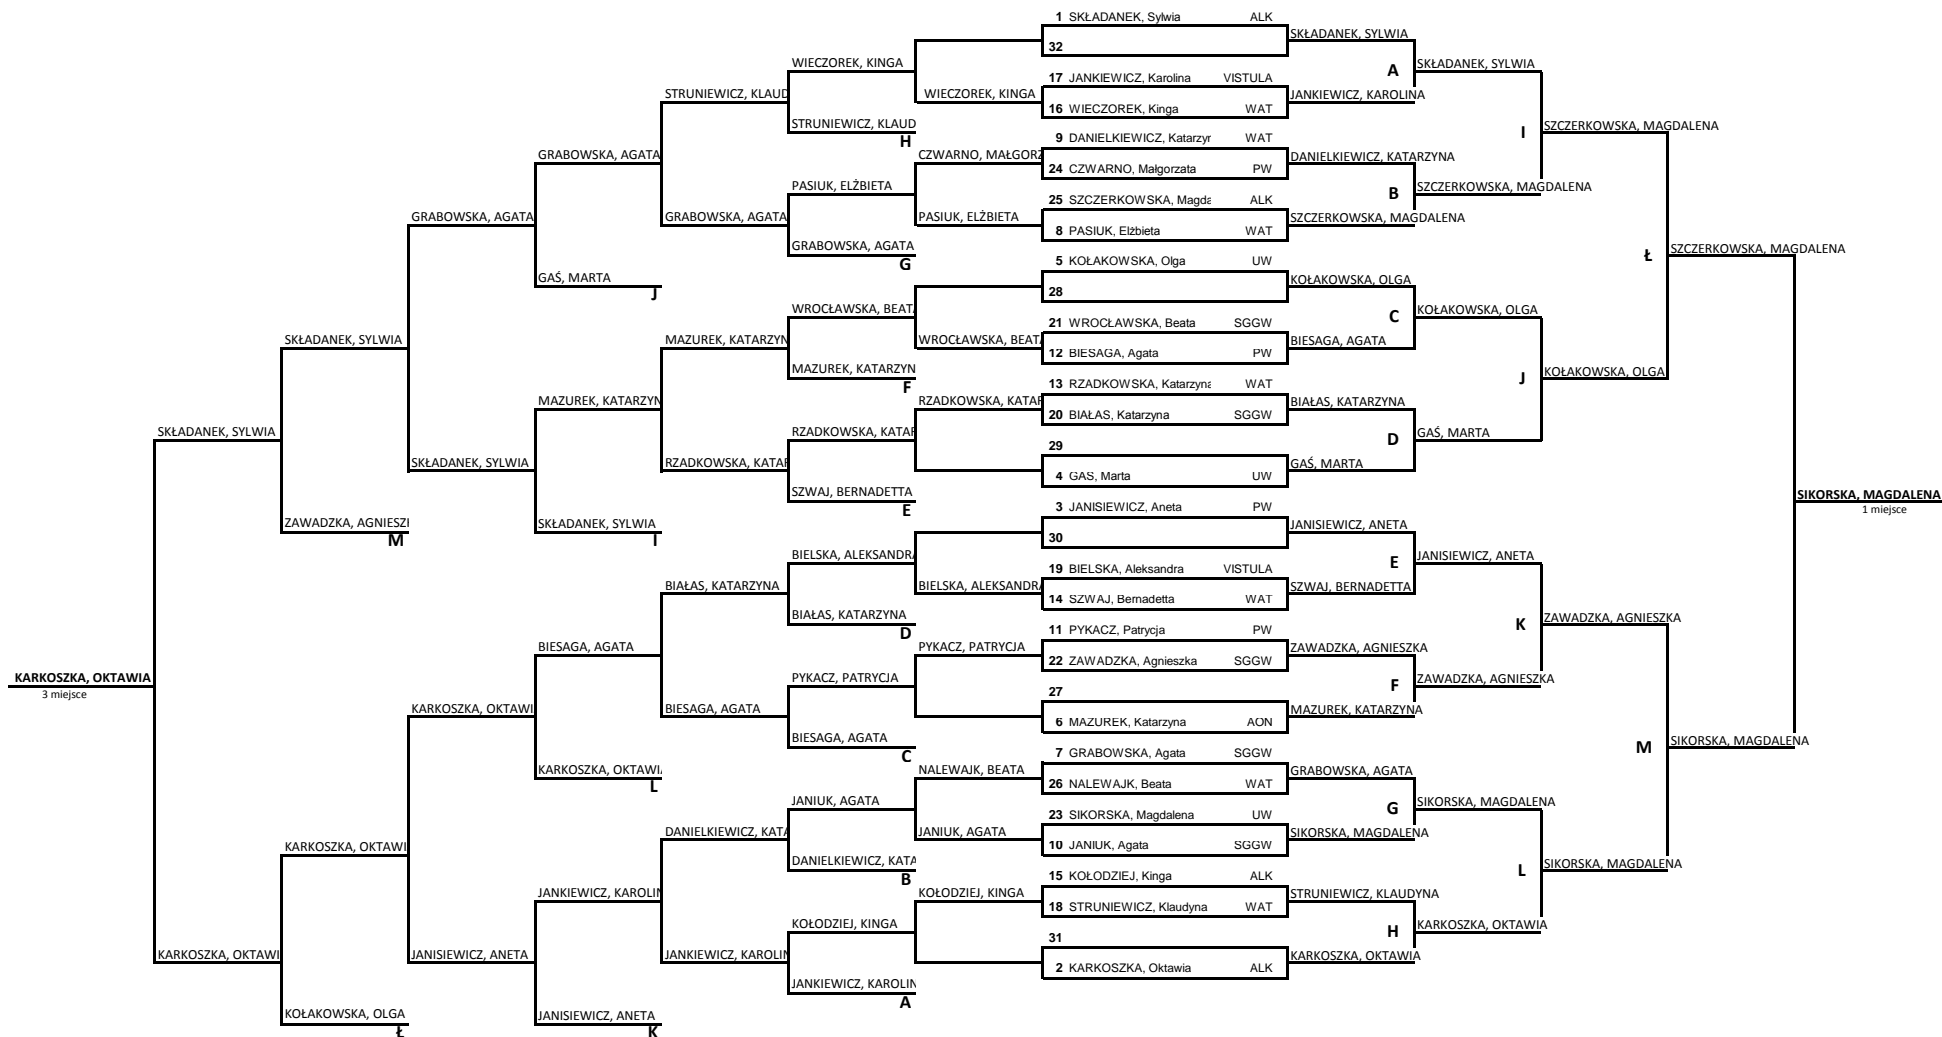 1 SKŁADANEK, Sylwia ALK
SKŁADANEK, SYLWIA
32
WIECZOREK, KINGA
A
SKŁADANEK, SYLWIA
17 JANKIEWICZ, Karolina VISTULA
STRUNIEWICZ, KLAUD
WIECZOREK, KINGA
16 WIECZOREK, Kinga WAT
JANKIEWICZ, KAROLINA
STRUNIEWICZ, KLAUD
H
I
SZCZERKOWSKA, MAGDALENA
9 DANIELKIEWICZ, Katarzyr WAT
GRABOWSKA, AGATA
CZWARNO, MAŁGORZ
DANIELKIEWICZ, KATARZYNA
24 CZWARNO, Małgorzata PW
PASIUK, ELŻBIETA
B
SZCZERKOWSKA, MAGDALENA
25 SZCZERKOWSKA, Magda ALK
GRABOWSKA, AGATA
GRABOWSKA, AGATA
PASIUK, ELŻBIETA
8 PASIUK, Elżbieta WAT
SZCZERKOWSKA, MAGDALENA
GRABOWSKA, AGATA
G
Ł
SZCZERKOWSKA, MAGDALENA
5 KOŁAKOWSKA, Olga UW
GAŚ, MARTA
J
KOŁAKOWSKA, OLGA
28
WROCŁAWSKA, BEAT
C
KOŁAKOWSKA, OLGA
21 WROCŁAWSKA, Beata SGGW
SKŁADANEK, SYLWIA
MAZUREK, KATARZYN
WROCŁAWSKA, BEATA
12 BIESAGA, Agata PW
BIESAGA, AGATA
MAZUREK, KATARZYN
F
J
KOŁAKOWSKA, OLGA
13 RZADKOWSKA, Katarzyna WAT
MAZUREK, KATARZYN
RZADKOWSKA, KATAR
20 BIAŁAS, Katarzyna SGGW
BIAŁAS, KATARZYNA
SKŁADANEK, SYLWIA
RZADKOWSKA, KATAR
D
GAŚ, MARTA
29
SKŁADANEK, SYLWIA
RZADKOWSKA, KATAR
4 GAŚ, Marta UW
GAŚ, MARTA
SZWAJ, BERNADETTA
E
SIKORSKA, MAGDALENA
1 miejsce
3 JANISIEWICZ, Aneta PW
ZAWADZKA, AGNIESZI
M
SKŁADANEK, SYLWIA
I
JANISIEWICZ, ANETA
30
BIELSKA, ALEKSANDRA
E
JANISIEWICZ, ANETA
19 BIELSKA, Aleksandra VISTULA
BIAŁAS, KATARZYNA
BIELSKA, ALEKSANDRA
14 SZWAJ, Bernadetta WAT
SZWAJ, BERNADETTA
BIAŁAS, KATARZYNA
D
K
ZAWADZKA, AGNIESZKA
11 PYKACZ, Patrycja PW
BIESAGA, AGATA
PYKACZ, PATRYCJA
22 ZAWADZKA, Agnieszka SGGW
ZAWADZKA, AGNIESZKA
KARKOSZKA, OKTAWIA
3 miejsce
PYKACZ, PATRYCJA
F
ZAWADZKA, AGNIESZKA
27
KARKOSZKA, OKTAWI
BIESAGA, AGATA
6 MAZUREK, Katarzyna AON
MAZUREK, KATARZYNA
BIESAGA, AGATA
C
M
SIKORSKA, MAGDALENA
7 GRABOWSKA, Agata SGGW
KARKOSZKA, OKTAWIA
L
NALEWAJK, BEATA
26 NALEWAJK, Beata WAT
GRABOWSKA, AGATA
JANIUK, AGATA
G
SIKORSKA, MAGDALENA
23 SIKORSKA, Magdalena UW
KARKOSZKA, OKTAWI
DANIELKIEWICZ, KATA
JANIUK, AGATA
10 JANIUK, Agata SGGW
SIKORSKA, MAGDALENA
DANIELKIEWICZ, KATA
B
L
SIKORSKA, MAGDALENA
15 KOŁODZIEJ, Kinga ALK
JANKIEWICZ, KAROLIN
KOŁODZIEJ, KINGA
18 STRUNIEWICZ, Klaudyna WAT
STRUNIEWICZ, KLAUDYNA
KOŁODZIEJ, KINGA
H
KARKOSZKA, OKTAWIA
31
KARKOSZKA, OKTAWI
JANISIEWICZ, ANETA
JANKIEWICZ, KAROLIN
2 KARKOSZKA, Oktawia ALK
KARKOSZKA, OKTAWIA
JANKIEWICZ, KAROLIN
A
KOŁAKOWSKA, OLGA
Ł
JANISIEWICZ, ANETA
K